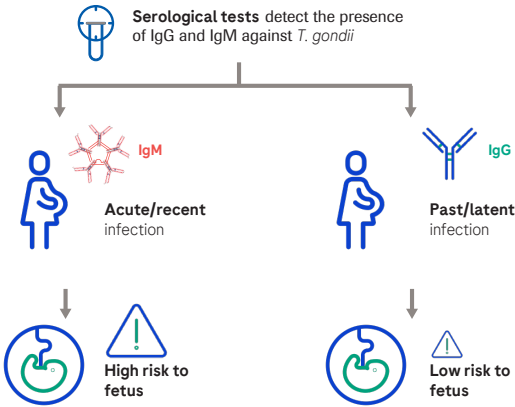 Serological tests detect the presence
of IgG and IgM against T. gondii
IgM
Acute/recent
infection
High risk to
fetus
IgG
Past/latent
infection
Low risk to
fetus